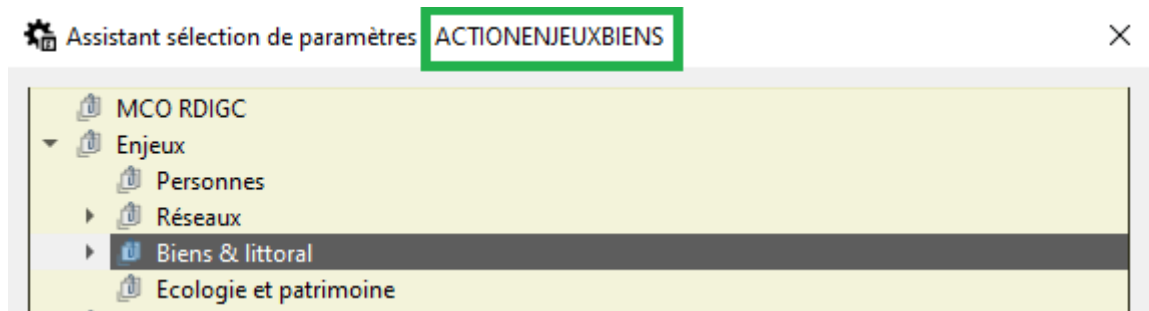 Assistant sélection de paramètres ACTIONENJEUXBIENS
MCO RDIGC
Enjeux
Personnes
Réseaux
Biens & littoral
Ecologie et patrimoine